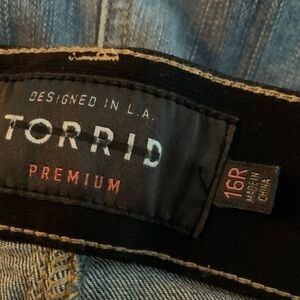 DESIGNED IN L.A.
TORRID
PREMIUM
16R
MADE IN
CHINA